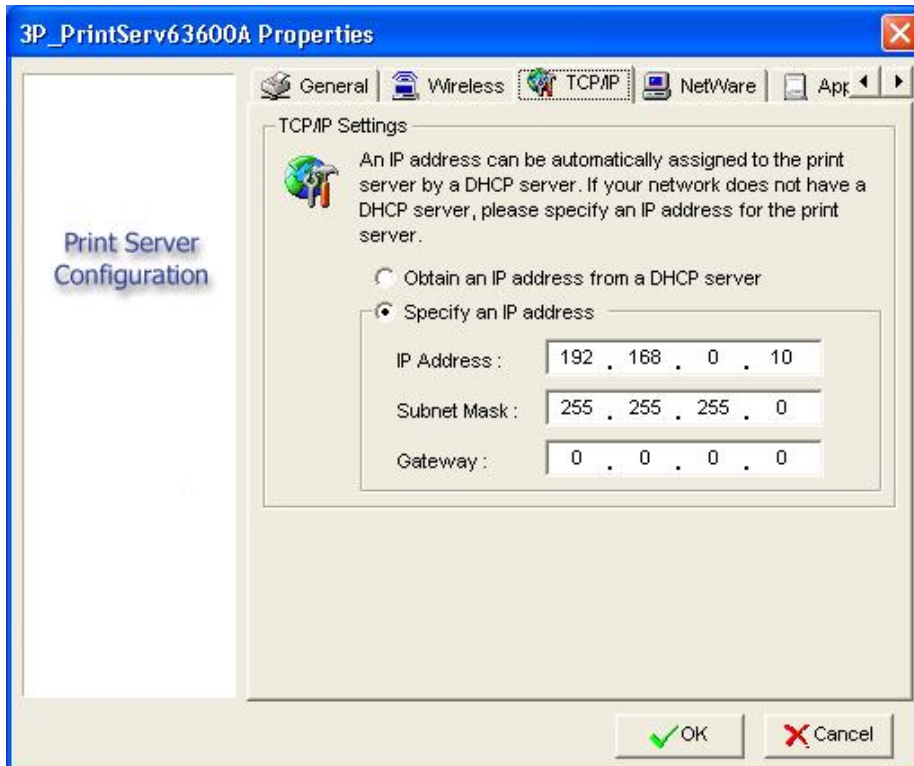 3P_PrintServ63600A Properties
General
Wireless
TCP/IP
NetWare
Print Server
Configuration
TCP/IP Settings
An IP address can be automatically assigned to the print
server by a DHCP server. If your network does not have a
DHCP server, please specify an IP address for the print
server.
Obtain an IP address from a DHCP server
Specify an IP address
IP Address : 192 . 168 . 0 . 10
Subnet Mask : 255 . 255 . 255 . 0
Gateway : 0 . 0 . 0 . 0
OK
Cancel